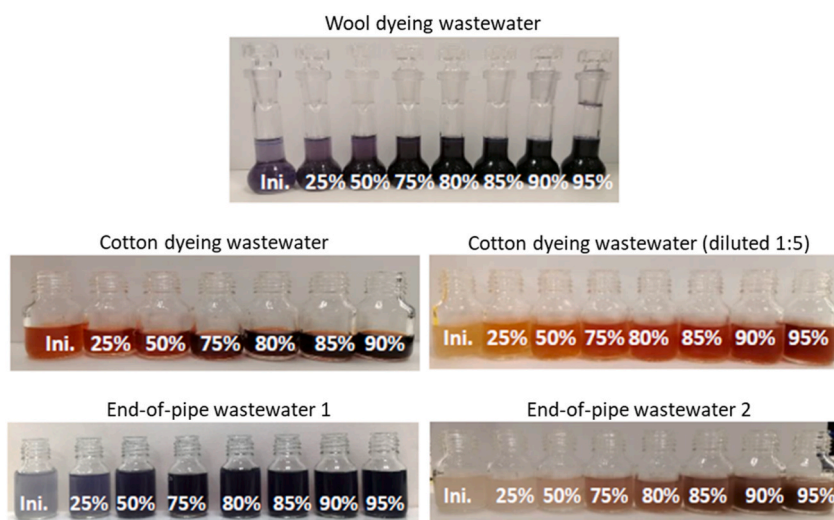 Wool dyeing wastewater
Ini. 25% 50% 75% 80% 85% 90% 95%
Cotton dyeing wastewater
Ini. 25% 50% 75% 80% 85% 90%
Cotton dyeing wastewater (diluted 1:5)
Ini. 25% 50% 75% 80% 85% 90% 95%
End-of-pipe wastewater 1
Ini. 25% 50% 75% 80% 85% 90% 95%
End-of-pipe wastewater 2
Ini. 25% 50% 75% 80% 85% 90% 95%